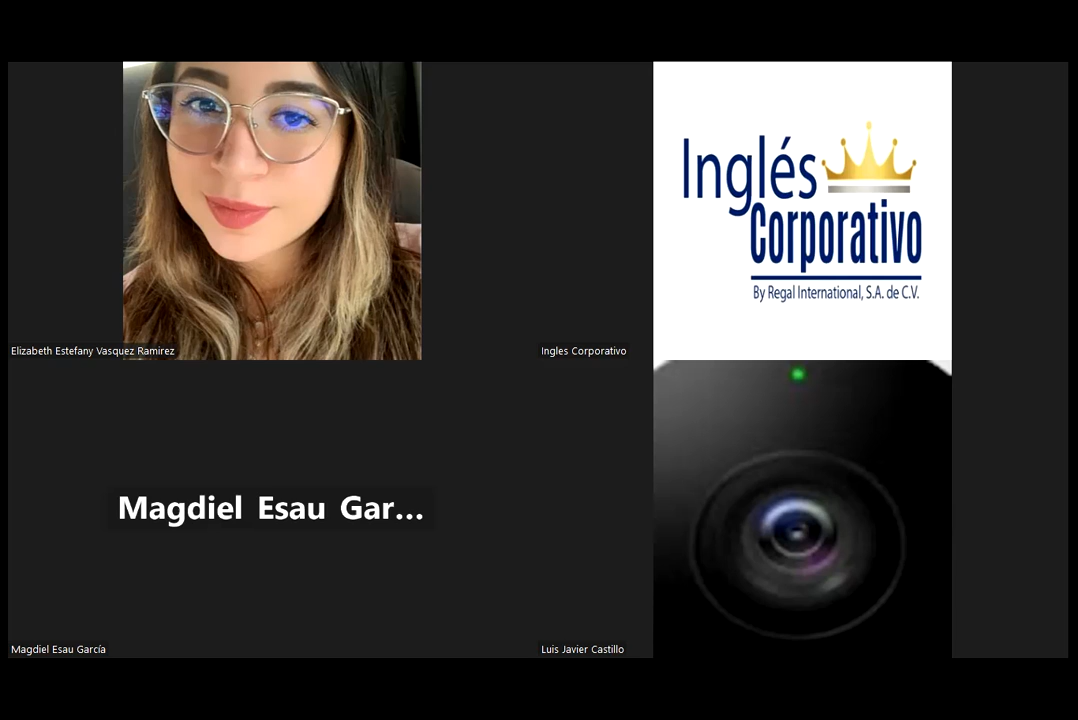 Inglés
Corporativo
By Regal International, S.A. de C.V.
Elizabeth Estefany Vasquez Ramirez
Ingles Corporativo
Magdiel Esau Gar...
Magdiel Esau García
Luis Javier Castillo